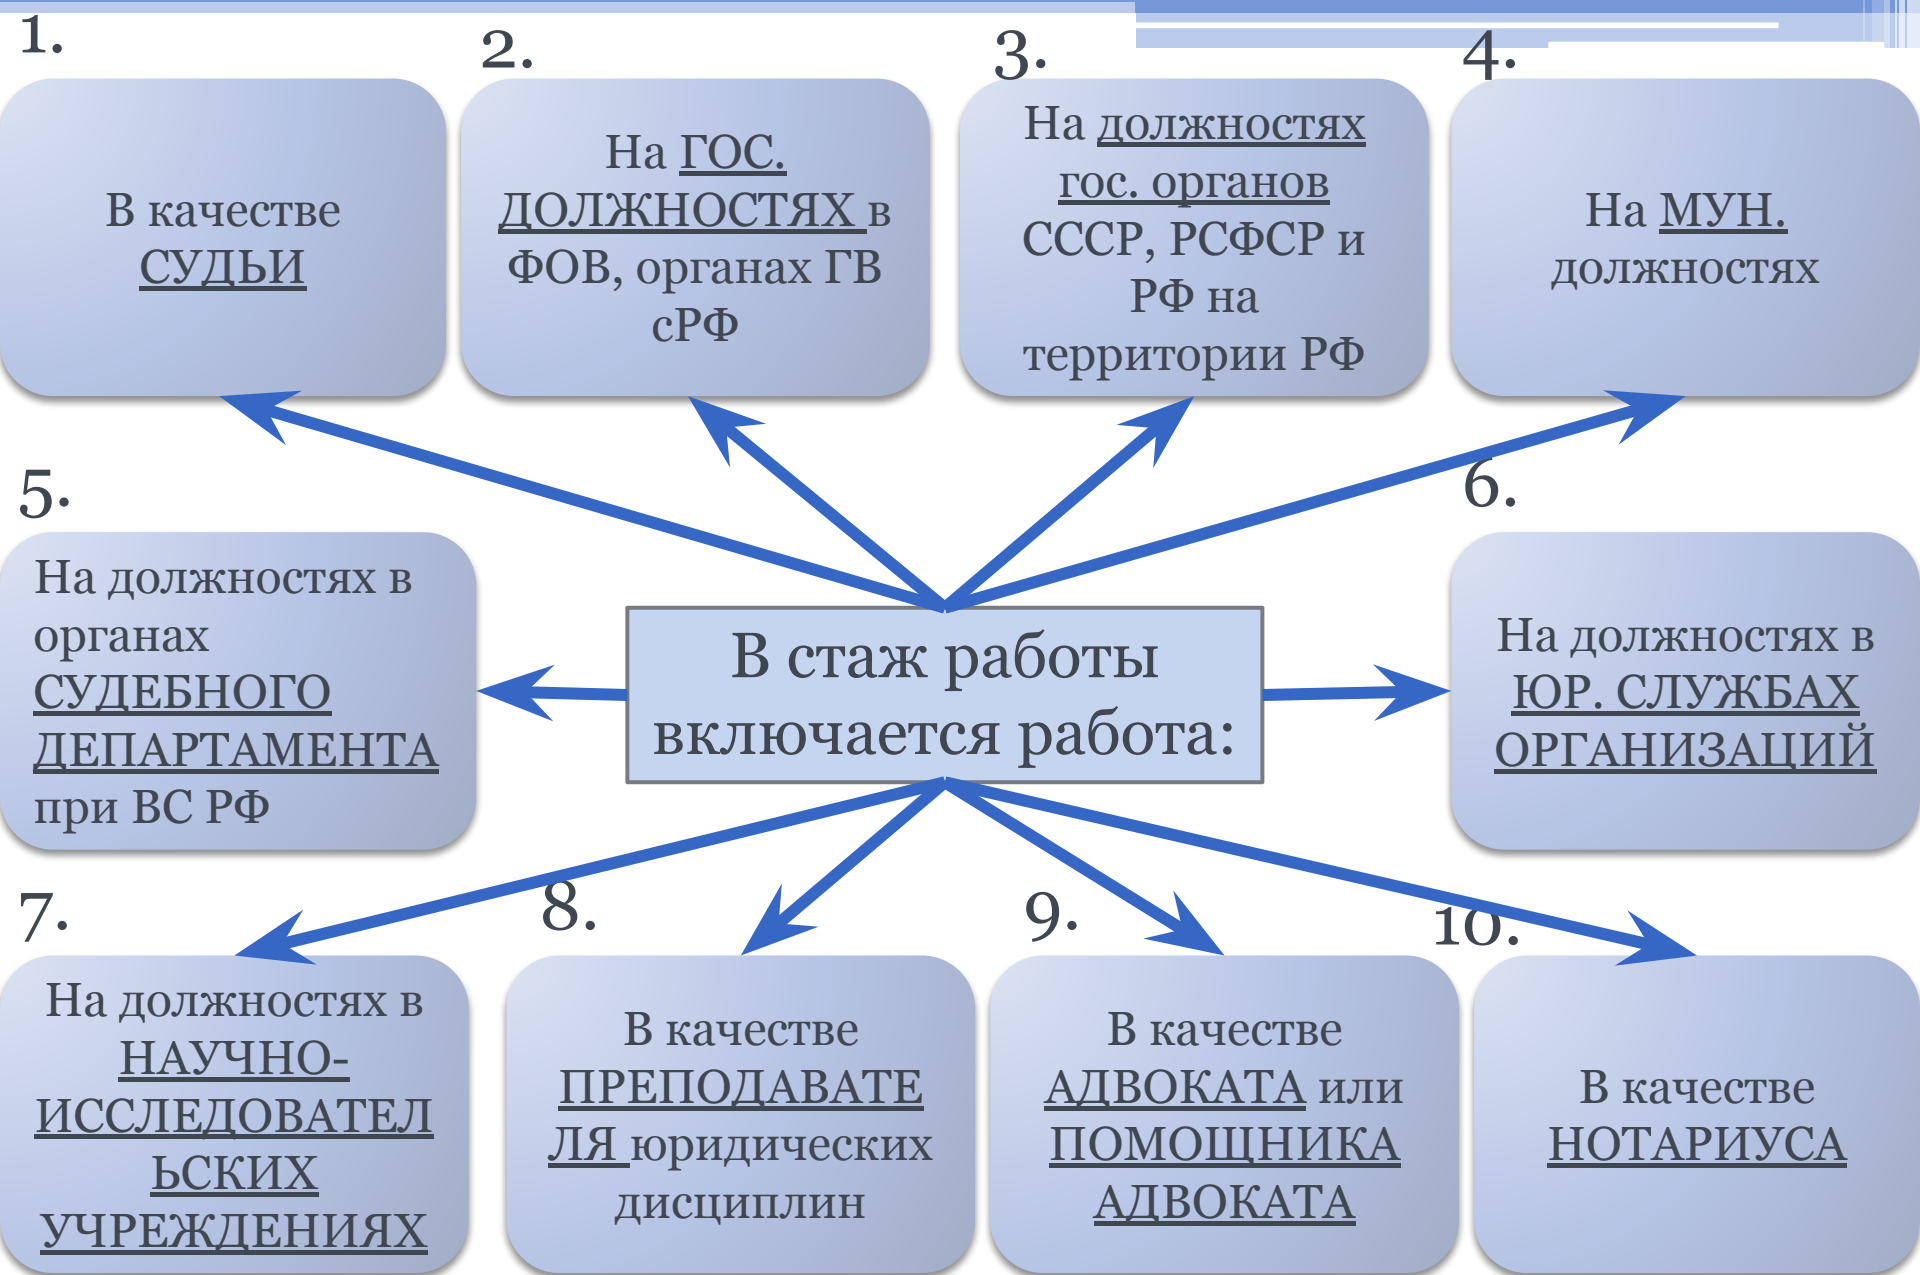 1.
В качестве
СУДЬИ
2.
На ГОС.
ДОЛЖНОСТЯХ в
ФОВ, органах ГВ
сРФ
3.
На должностях
гос. органов
СССР, РСФСР и
РФ на
территории РФ
4.
На МУН.
должностях
5.
На должностях в
органах
СУДЕБНОГО
ДЕПАРТАМЕНТА
при ВС РФ
В стаж работы
включается работа:
6.
На должностях в
ЮР. СЛУЖБАХ
ОРГАНИЗАЦИЙ
7.
На должностях в
НАУЧНО-
ИССЛЕДОВАТЕЛ
ЬСКИХ
УЧРЕЖДЕНИЯХ
8.
В качестве
ПРЕПОДАВАТЕ
ЛЯ юридических
дисциплин
9.
В качестве
АДВОКАТА или
ПОМОЩНИКА
АДВОКАТА
10.
В качестве
НОТАРИУСА